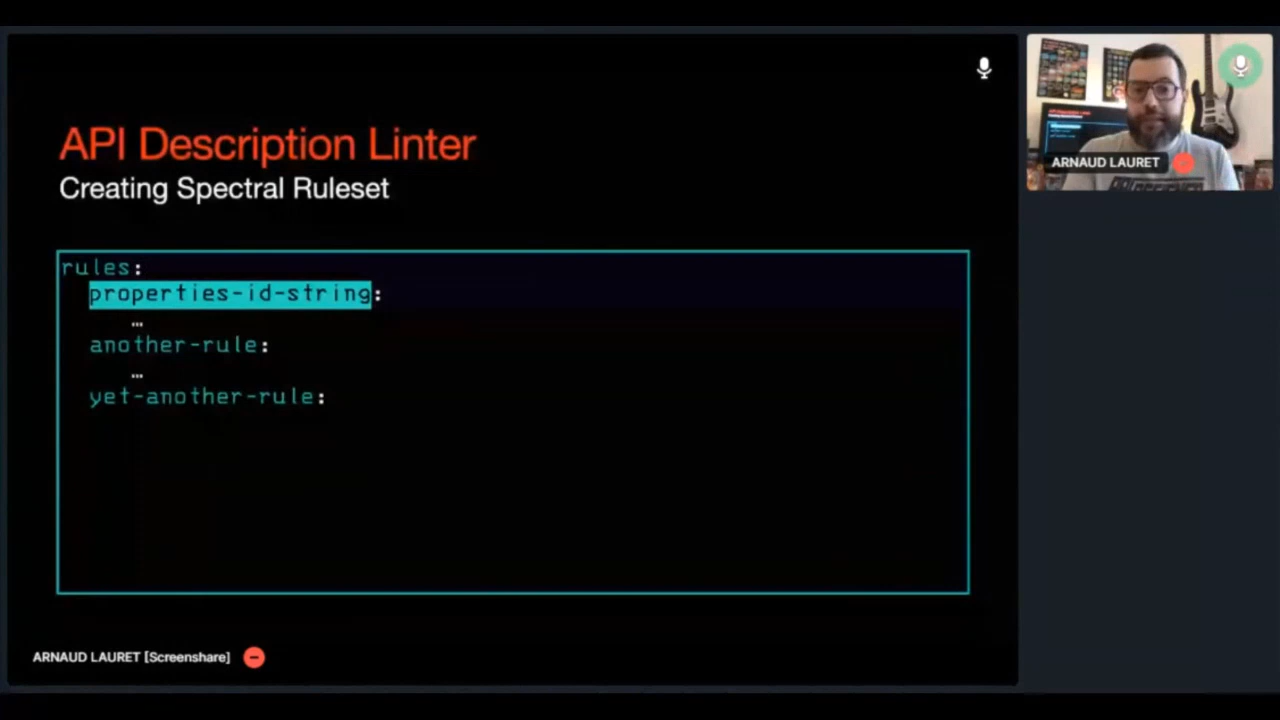 API Description Linter
Creating Spectral Ruleset
rules:
properties-id-string:
…
another-rule:
…
yet-another-rule:
ARNAUD LAURET [Screenshare]
ARNAUD LAURET